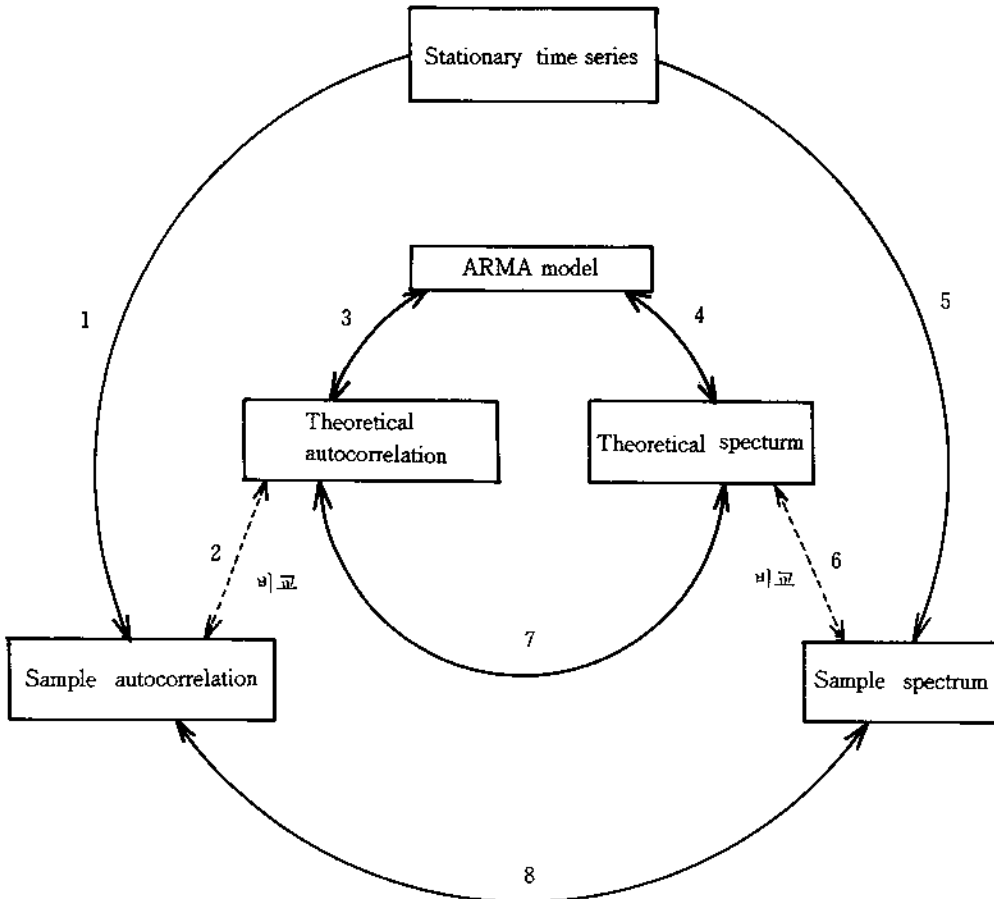 Stationary time series
ARMA model
1
3
4
5
Theoretical
autocorrelation
Theoretical specturm
2
비교
비교
6
7
Sample autocorrelation
Sample spectrum
8